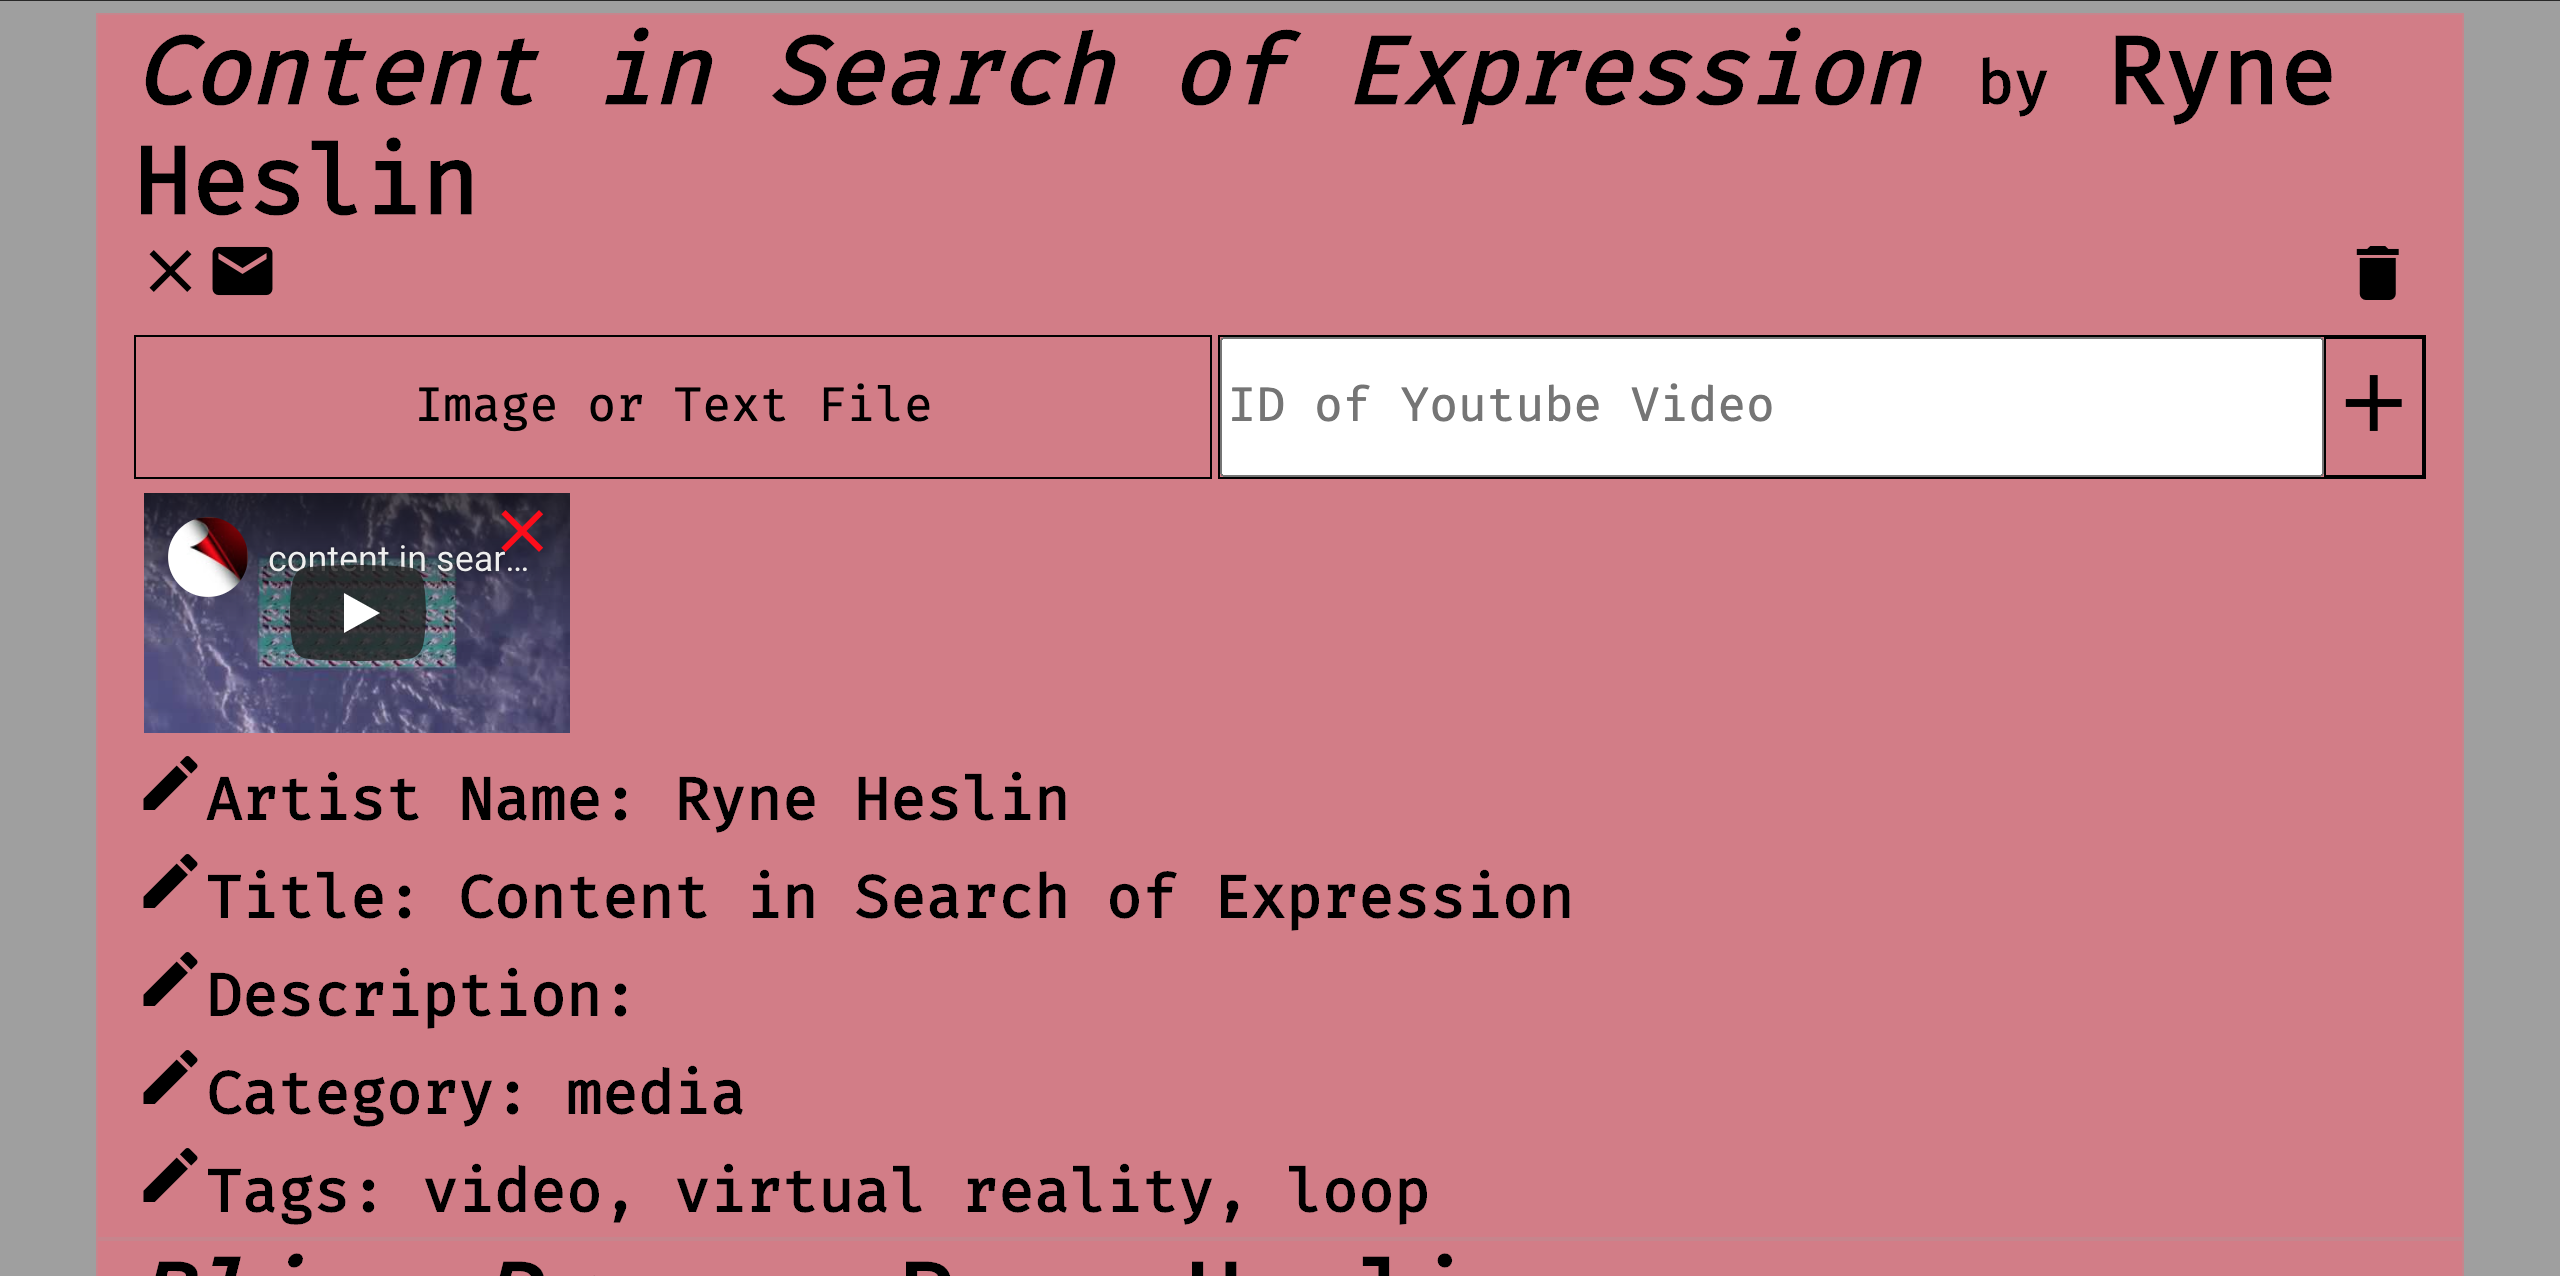 Content in Search of Expression by Ryne
Heslin
Image or Text File
ID of Youtube Video
content in sear...
Artist Name: Ryne Heslin
Title: Content in Search of Expression
Description:
Category: media
Tags: video, virtual reality, loop